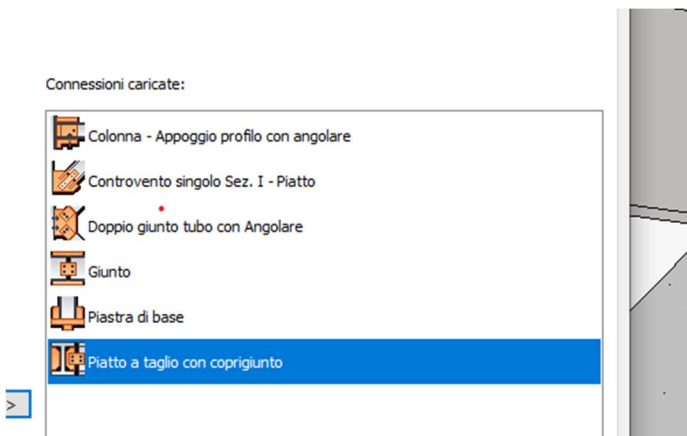 Connessioni caricate:
Colonna - Appoggio profilo con angolare
Controvento singolo Sez. I - Piatto
Doppio giunto tubo con Angolare
Giunto
Piastra di base
Piatto a taglio con coprigiunto
>